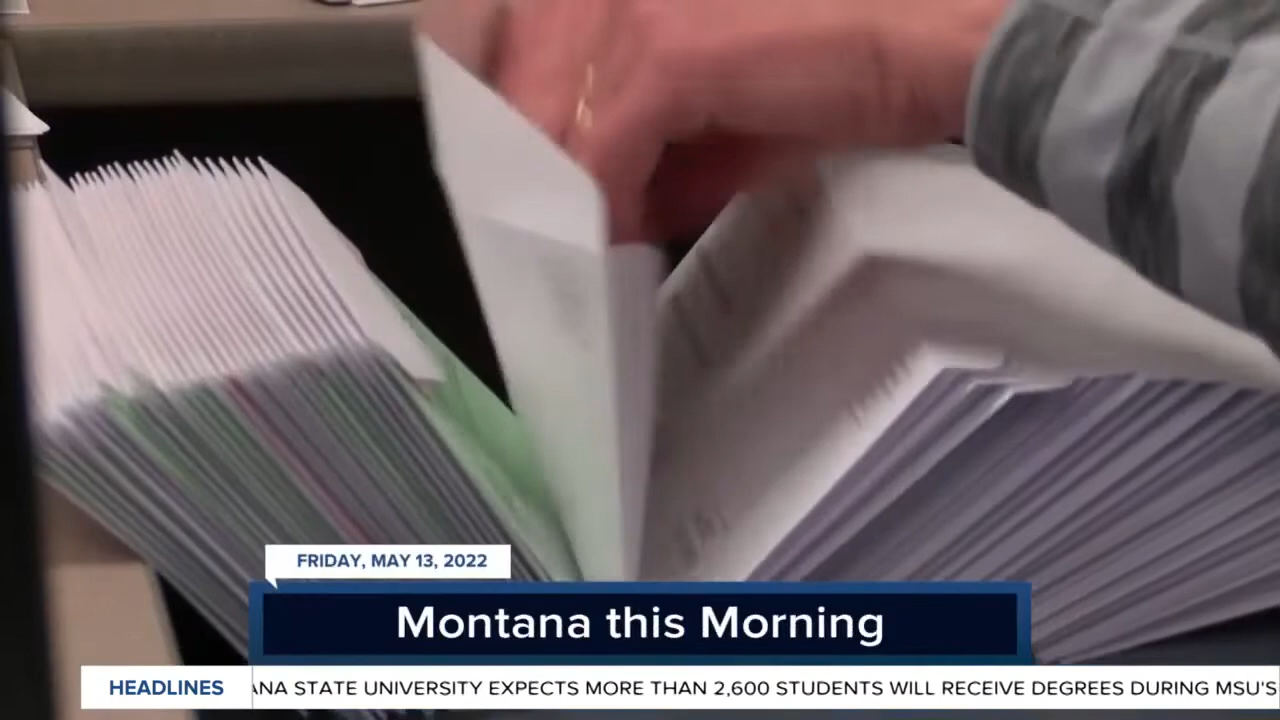 FRIDAY, MAY 13, 2022
Montana this Morning
HEADLINES
ANA STATE UNIVERSITY EXPECTS MORE THAN 2,600 STUDENTS WILL RECEIVE DEGREES DURING MSU'S